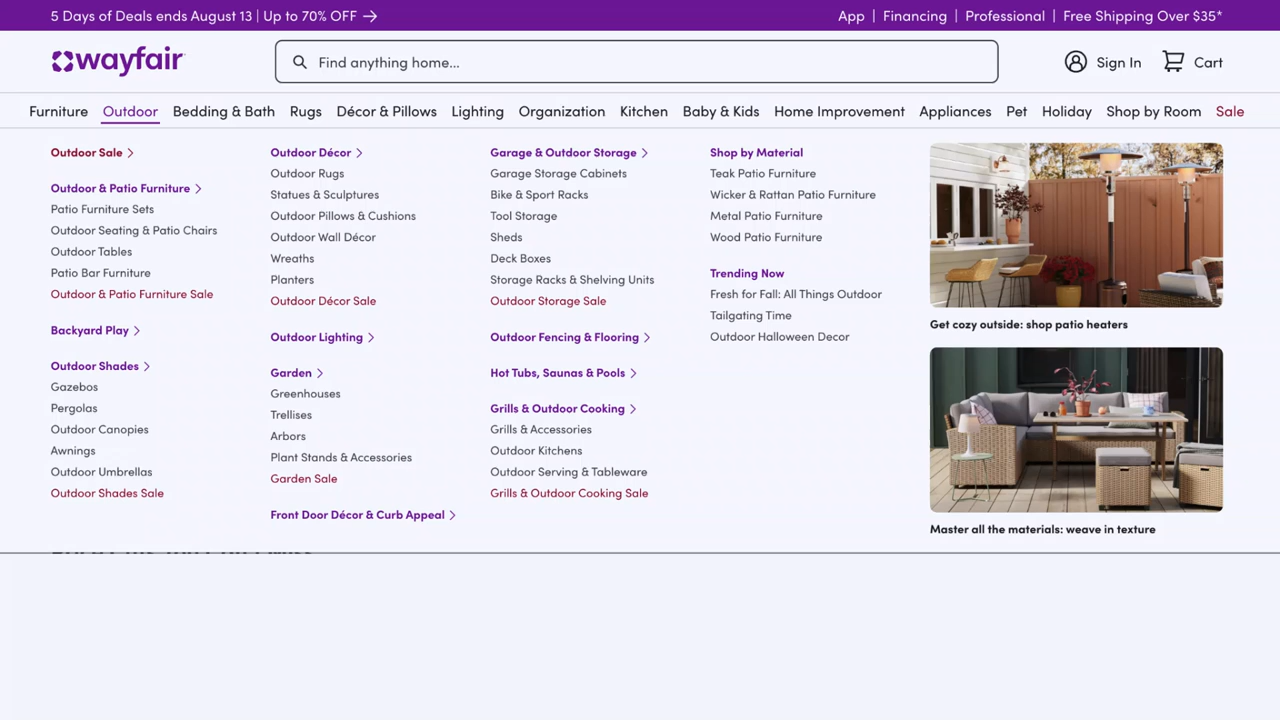 5 Days of Deals ends August 13 | Up to 70% OFF →
App | Financing | Professional | Free Shipping Over $35*
wayfair
Find anything home...
Sign In
Cart
Furniture Outdoor Bedding & Bath Rugs Décor & Pillows Lighting Organization Kitchen Baby & Kids Home Improvement Appliances Pet Holiday Shop by Room Sale
Outdoor Sale
Outdoor & Patio Furniture
Patio Furniture Sets
Outdoor Seating & Patio Chairs
Outdoor Tables
Patio Bar Furniture
Outdoor & Patio Furniture Sale
Backyard Play
Outdoor Shades
Gazebos
Pergolas
Outdoor Canopies
Awnings
Outdoor Umbrellas
Outdoor Shades Sale
Outdoor Décor
Outdoor Rugs
Statues & Sculptures
Outdoor Pillows & Cushions
Outdoor Wall Décor
Wreaths
Planters
Outdoor Décor Sale
Outdoor Lighting
Garden
Greenhouses
Trellises
Arbors
Plant Stands & Accessories
Garden Sale
Front Door Décor & Curb Appeal
Garage & Outdoor Storage
Garage Storage Cabinets
Bike & Sport Racks
Tool Storage
Sheds
Deck Boxes
Storage Racks & Shelving Units
Outdoor Storage Sale
Outdoor Fencing & Flooring
Hot Tubs, Saunas & Pools
Grills & Outdoor Cooking
Grills & Accessories
Outdoor Kitchens
Outdoor Serving & Tableware
Grills & Outdoor Cooking Sale
Shop by Material
Teak Patio Furniture
Wicker & Rattan Patio Furniture
Metal Patio Furniture
Wood Patio Furniture
Trending Now
Fresh for Fall: All Things Outdoor
Tailgating Time
Outdoor Halloween Decor
Get cozy outside: shop patio heaters
Master all the materials: weave in texture